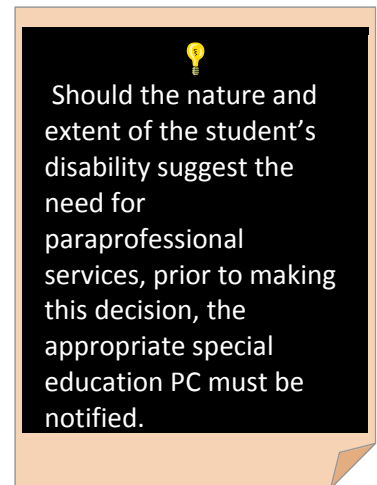 Should the nature and
extent of the student’s
disability suggest the
need for
paraprofessional
services, prior to making
this decision, the
appropriate special
education PC must be
notified.